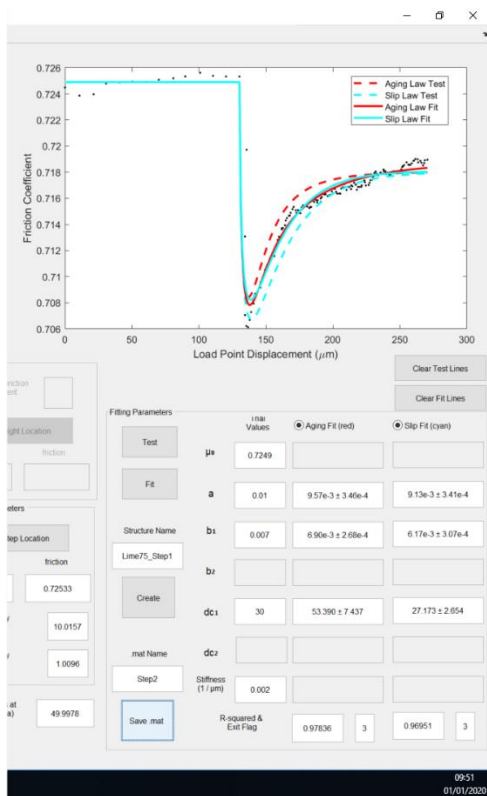 0.726
0.724
0.722
0.72
0.718
0.716
0.714
0.712
0.71
0.708
0.706
Friction Coefficient
0
50
100
150
200
250
300
Load Point Displacement (μm)
Aging Law Test
Slip Law Test
Aging Law Fit
Slip Law Fit
Clear Test Lines
Clear Fit Lines
Location
friction
Location
friction
0.72533
10.0157
1.0096
49.9978
Fitting Parameters
Values
Aging Fit (red)
Slip Fit (cyan)
Test
0.7249
Fit
a
0.01
9.57e-3 ± 3.46e-4
9.13e-3 ± 3.41e-4
Structure Name
b1
0.007
6.90e-3 ± 2.68e-4
6.17e-3 ± 3.07e-4
Lime75_Step1
b2
Create
dc1
30
53.390 ± 7.437
27.173 ± 2.654
.mat Name
dc2
Step2
Stiffness
(1 / μm)
0.002
Save .mat
R-squared &
Exit Flag
0.97836
3
0.96951
3
09:51
01/01/2020